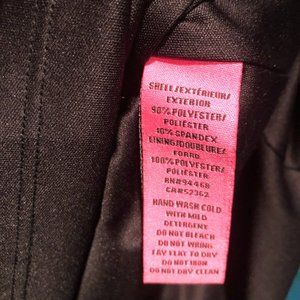 SHELL/EXTÉRIEUR/
EXTERIOR
90% POLYESTER/
POLIÉSTER
10% SPANDEX
LINING/DOUBLURE/
FORRO
100% POLYESTER/
POLIÉSTER
RN#94468
CA#52362
HAND WASH COLD
WITH MILD
DETERGENT
DO NOT BLEACH
DO NOT WRING
LAY FLAT TO DRY
DO NOT IRON
DO NOT DRY CLEAN